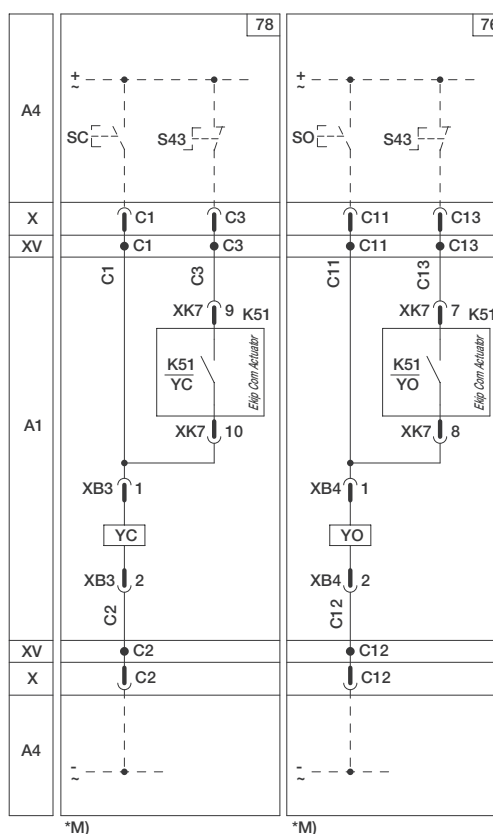 78 76
+
~
+
~
A4
SC S43 SO S43
X C1 C3 C11 C13
XV C1 C3 C11 C13
C1 C3 C11 C13
XK7 9 K51 XK7 7 K51
K51
YC
Ekip Com Actuator
K51
YO
Ekip Com Actuator
A1
XK7 10 XK7 8
XB3 1 XB4 1
YC YO
XB3 2 XB4 2
C2 C12
XV C2 C12
X C2 C12
A4
-
~
-
~
*M) *M)